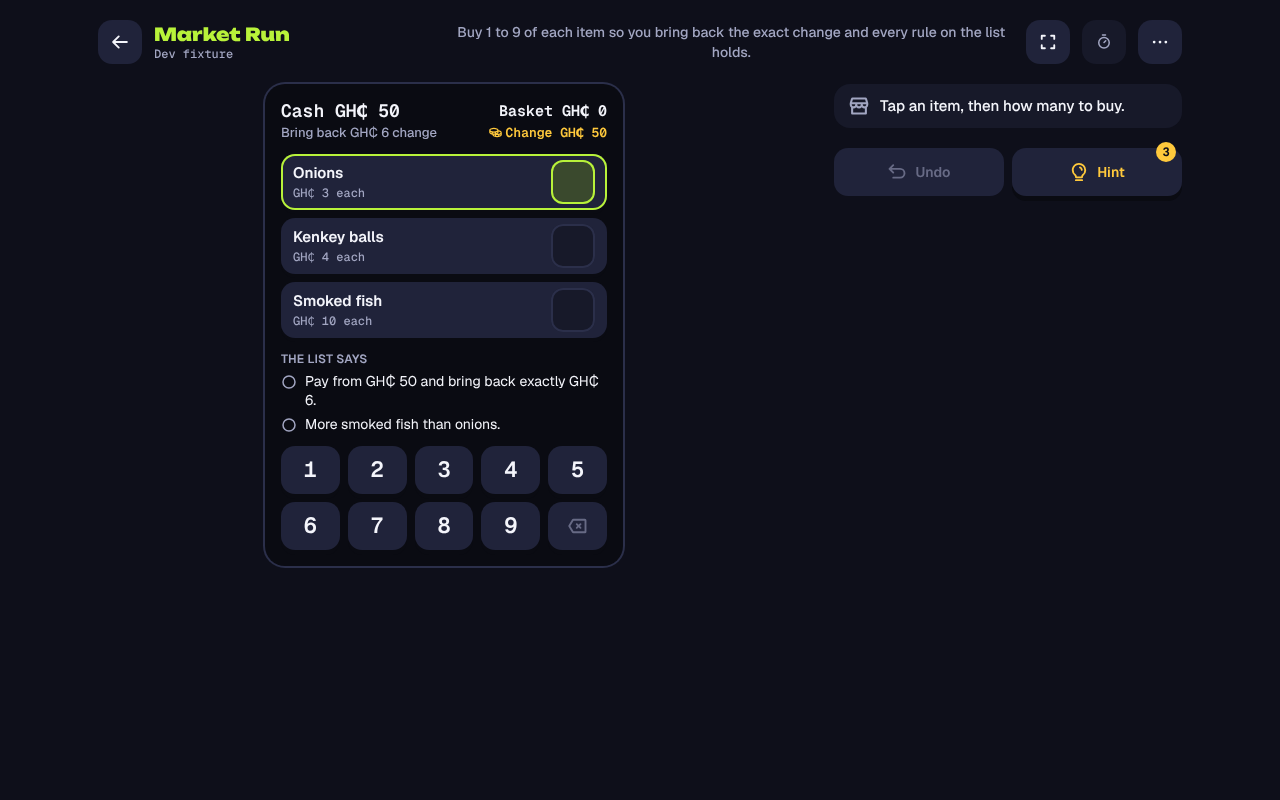 Market Run
Dev fixture
Buy 1 to 9 of each item so you bring back the exact change and every rule on the list
holds.
Cash GH₵ 50
Basket GH₵ 0
Bring back GH₵ 6 change
Change GH₵ 50
Onions
GH₵ 3 each
Kenkey balls
GH₵ 4 each
Smoked fish
GH₵ 10 each
THE LIST SAYS
Pay from GH₵ 50 and bring back exactly GH₵
6.
More smoked fish than onions.
1 2 3 4 5
6 7 8 9
Tap an item, then how many to buy.
Undo
Hint
3